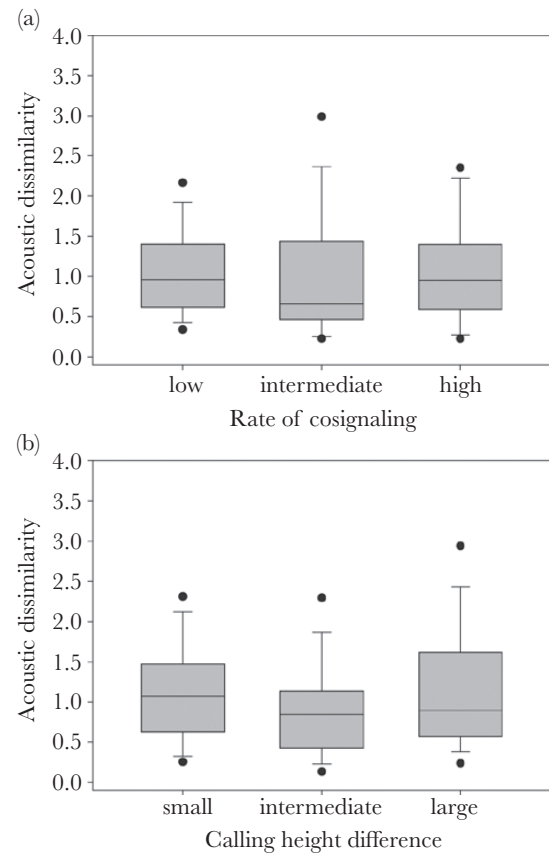 (a)
4.0
3.5
3.0
2.5
2.0
1.5
1.0
0.5
0.0
Acoustic dissimilarity
low intermediate high
Rate of cosignaling
(b)
4.0
3.5
3.0
2.5
2.0
1.5
1.0
0.5
0.0
Acoustic dissimilarity
small intermediate large
Calling height difference